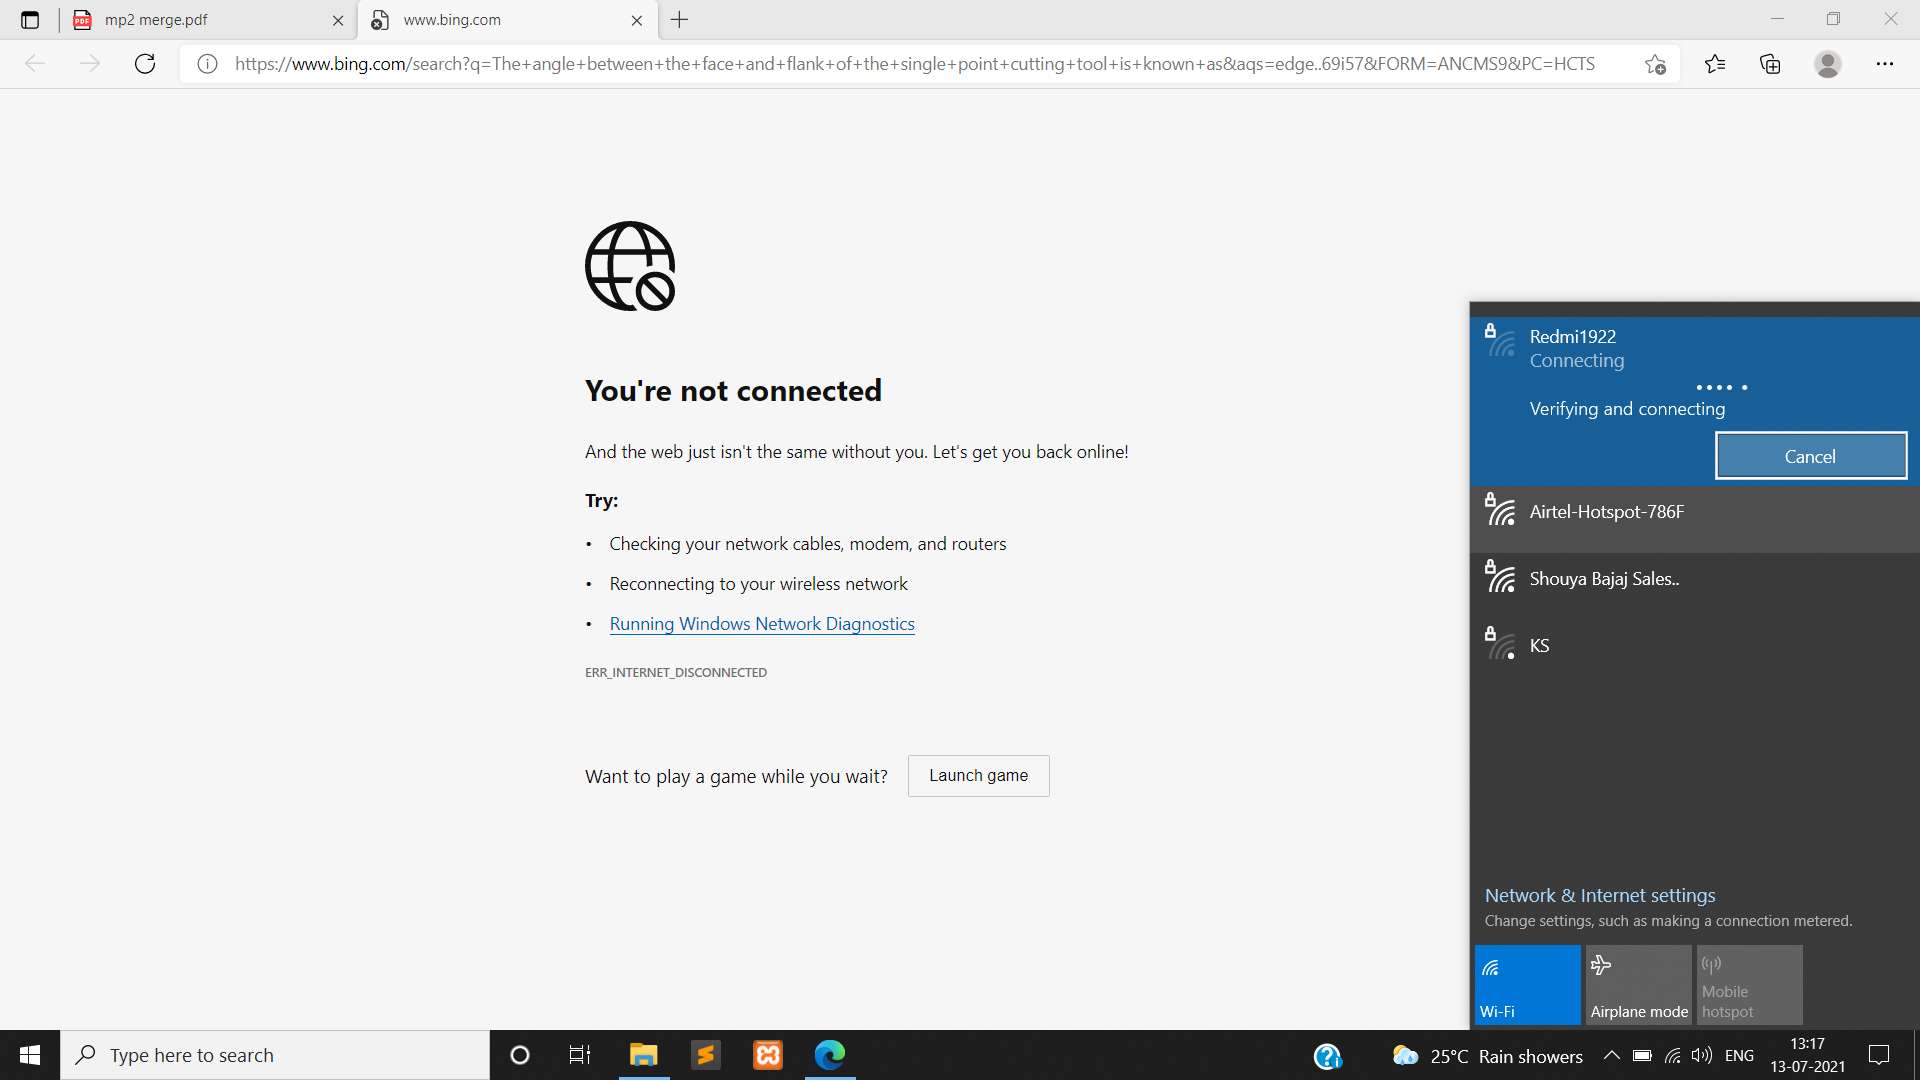 mp2 merge.pdf
www.bing.com
https://www.bing.com/search?q=The+angle+between+the+face+and+flank+of+the+single+point+cutting+tool+is+known+as&aqs=edge..69i57&FORM=ANCMS9&PC=HCTS
You're not connected
And the web just isn't the same without you. Let's get you back online!
Try:
• Checking your network cables, modem, and routers
• Reconnecting to your wireless network
• Running Windows Network Diagnostics
ERR_INTERNET_DISCONNECTED
Want to play a game while you wait?
Launch game
Redmi1922
Connecting
Verifying and connecting
Cancel
Airtel-Hotspot-786F
Shouya Bajaj Sales..
KS
Network & Internet settings
Change settings, such as making a connection metered.
Wi-Fi
Airplane mode
Mobile
hotspot
Type here to search
25°C Rain showers
ENG
13:17
13-07-2021